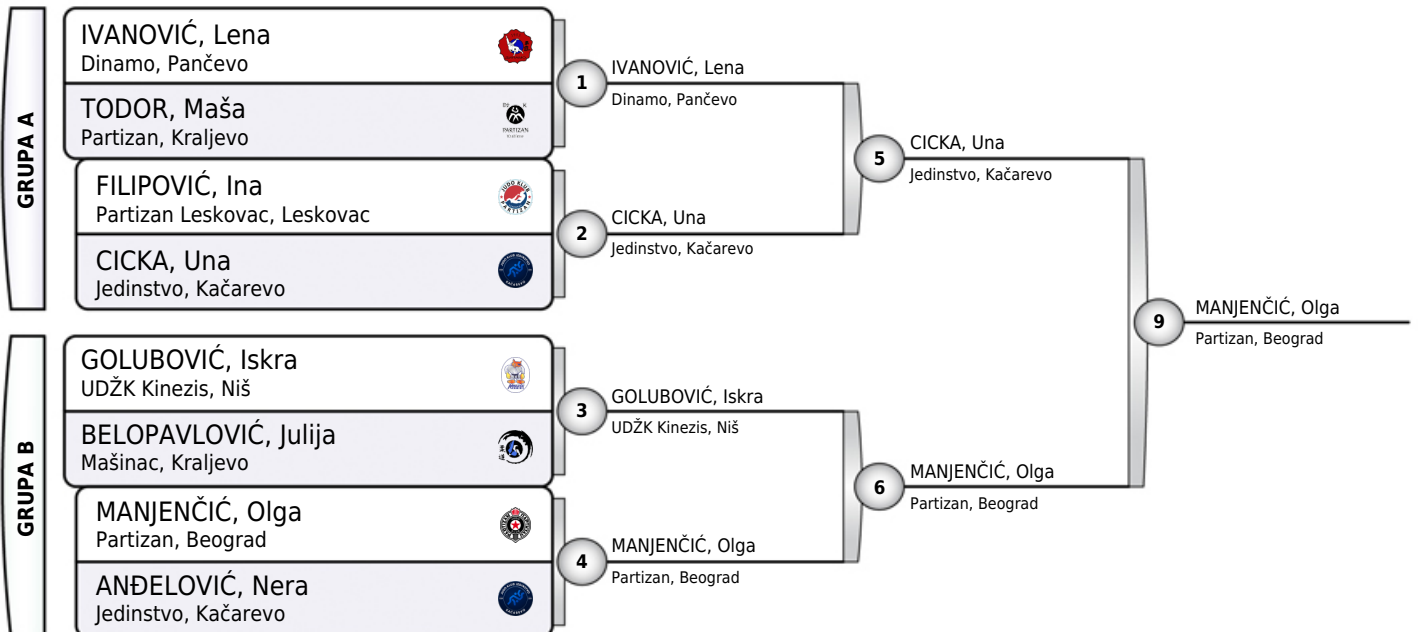 GRUPA A
IVANOVIĆ, Lena
Dinamo, Pančevo
TODOR, Maša
Partizan, Kraljevo
FILIPOVIĆ, Ina
Partizan Leskovac, Leskovac
CICKA, Una
Jedinstvo, Kačarevo
1
IVANOVIĆ, Lena
Dinamo, Pančevo
2
CICKA, Una
Jedinstvo, Kačarevo
5
CICKA, Una
Jedinstvo, Kačarevo
GRUPA B
GOLUBOVIĆ, Iskra
UDŽK Kinezis, Niš
BELOPAVLOVIĆ, Julija
Mašinac, Kraljevo
MANJENČIĆ, Olga
Partizan, Beograd
ANĐELOVIĆ, Nera
Jedinstvo, Kačarevo
3
GOLUBOVIĆ, Iskra
UDŽK Kinezis, Niš
4
MANJENČIĆ, Olga
Partizan, Beograd
6
MANJENČIĆ, Olga
Partizan, Beograd
9
MANJENČIĆ, Olga
Partizan, Beograd